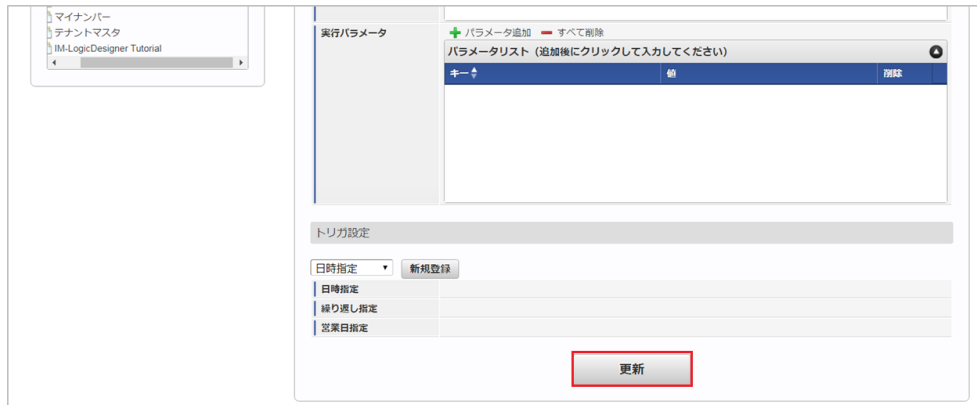 マイナンバー
テナントマスタ
IM-LogicDesigner Tutorial
実行パラメータ
パラメータ追加 すべて削除
パラメータリスト（追加後にクリックして入力してください）
キー 値 削除
トリガ設定
日時指定 新規登録
日時指定
繰り返し指定
営業日指定
更新